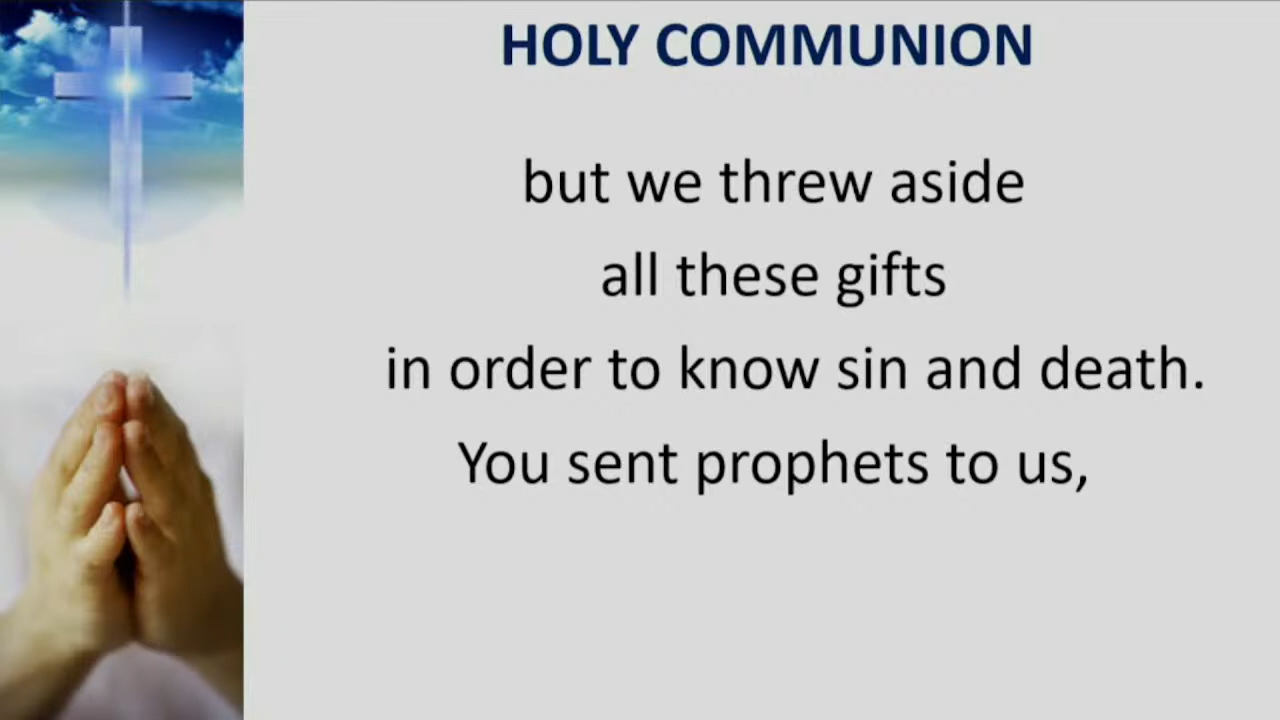 HOLY COMMUNION
but we threw aside
all these gifts
in order to know sin and death.
You sent prophets to us,